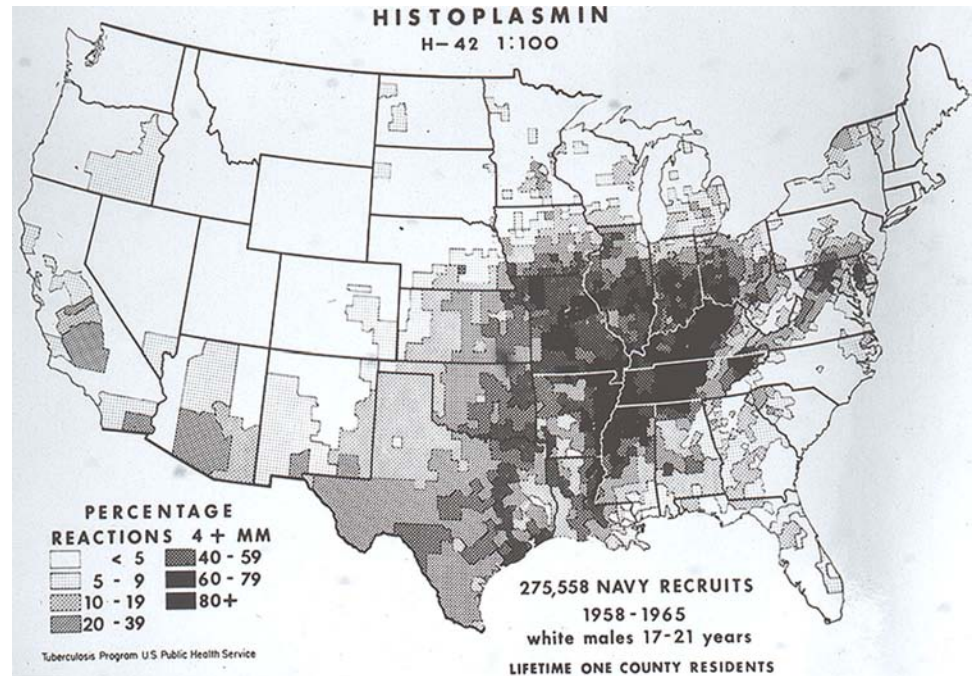 HISTOPLASMIN
H-42 1:100
PERCENTAGE
REACTIONS 4+ MM
< 5
5 - 9
10 - 19
20 - 39
40 - 59
60 - 79
80+
Tuberculosis Program U.S. Public Health Service
275,558 NAVY RECRUITS
1958-1965
white males 17-21 years
LIFETIME ONE COUNTY RESIDENTS